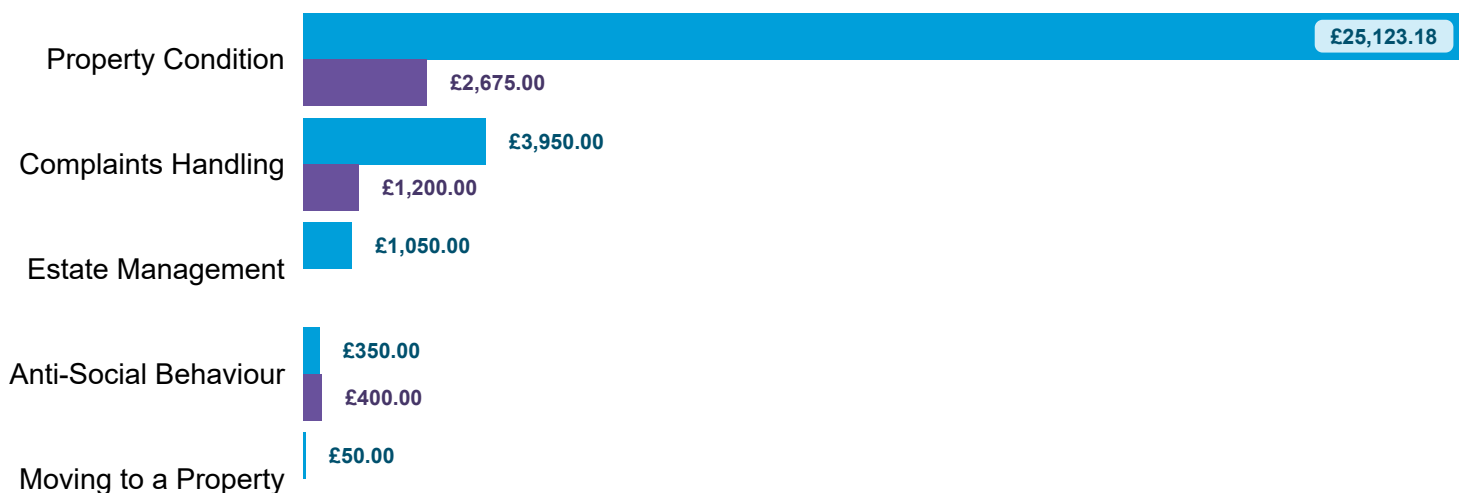 £25,123.18
Property Condition
£2,675.00
£3,950.00
Complaints Handling
£1,200.00
£1,050.00
Estate Management
£350.00
Anti-Social Behaviour
£400.00
£50.00
Moving to a Property